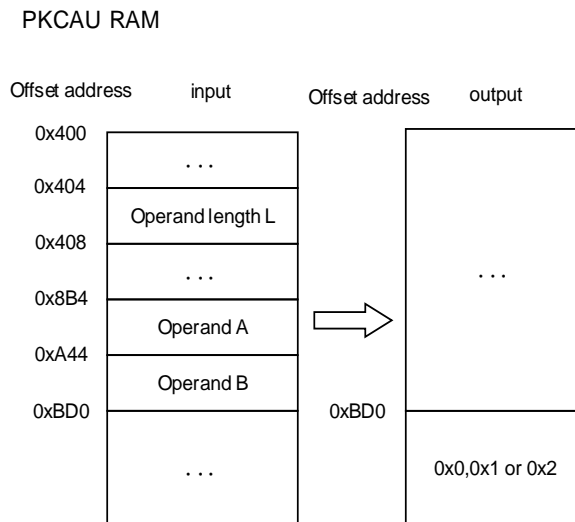 PKCAU RAM
Offset address input Offset address output
0x400
. . .
0x404
Operand length L
0x408
. . .
0x8B4
Operand A
0xA44
Operand B
0xBD0 0xBD0
. . .
. . .
0x0,0x1 or 0x2